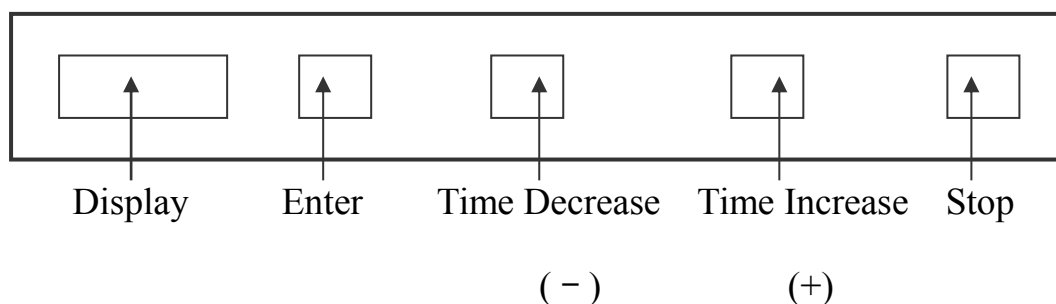 Display Enter Time Decrease Time Increase Stop
( − ) (+)